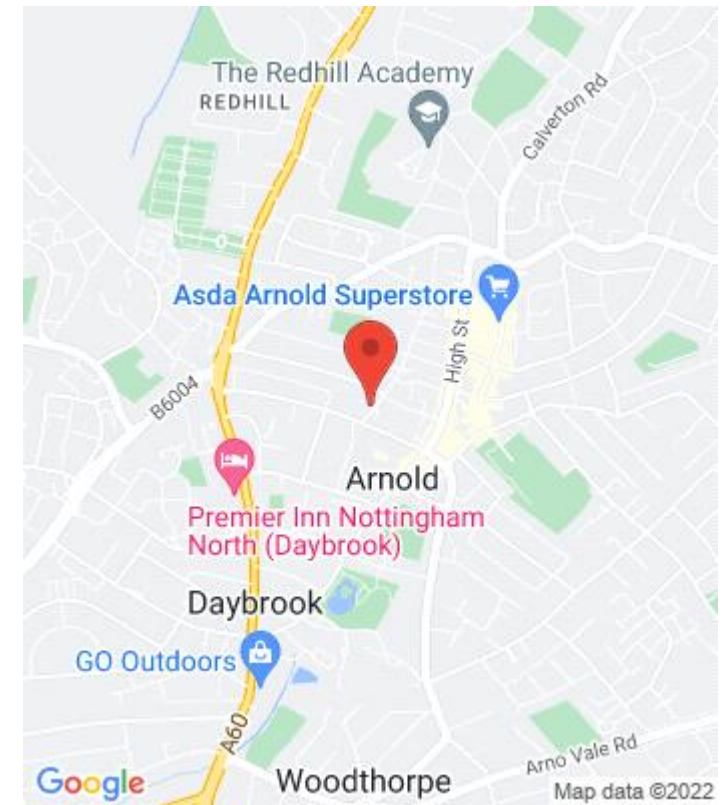 The Redhill Academy
REDHILL
Calverton Rd
Asda Arnold Superstore
High St
B6004
Arnold
Premier Inn Nottingham
North (Daybrook)
Daybrook
GO Outdoors
A60
Arno Vale Rd
Woodthorpe
Google
Map data ©2022